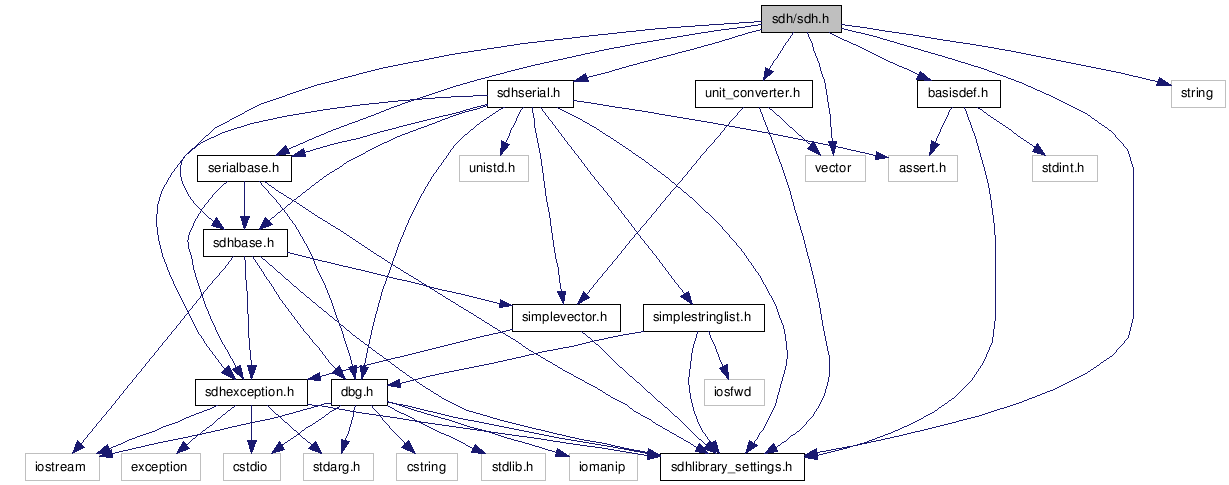 sdh/sdh.h
sdhserial.h
unit_converter.h
basisdef.h
string
serialbase.h
unistd.h
vector
assert.h
stdint.h
sdhbase.h
simplevector.h
simplestringlist.h
sdhexception.h
dbg.h
iosfwd
iostream
exception
cstdio
stdarg.h
cstring
stdlib.h
iomanip
sdhlibrary_settings.h